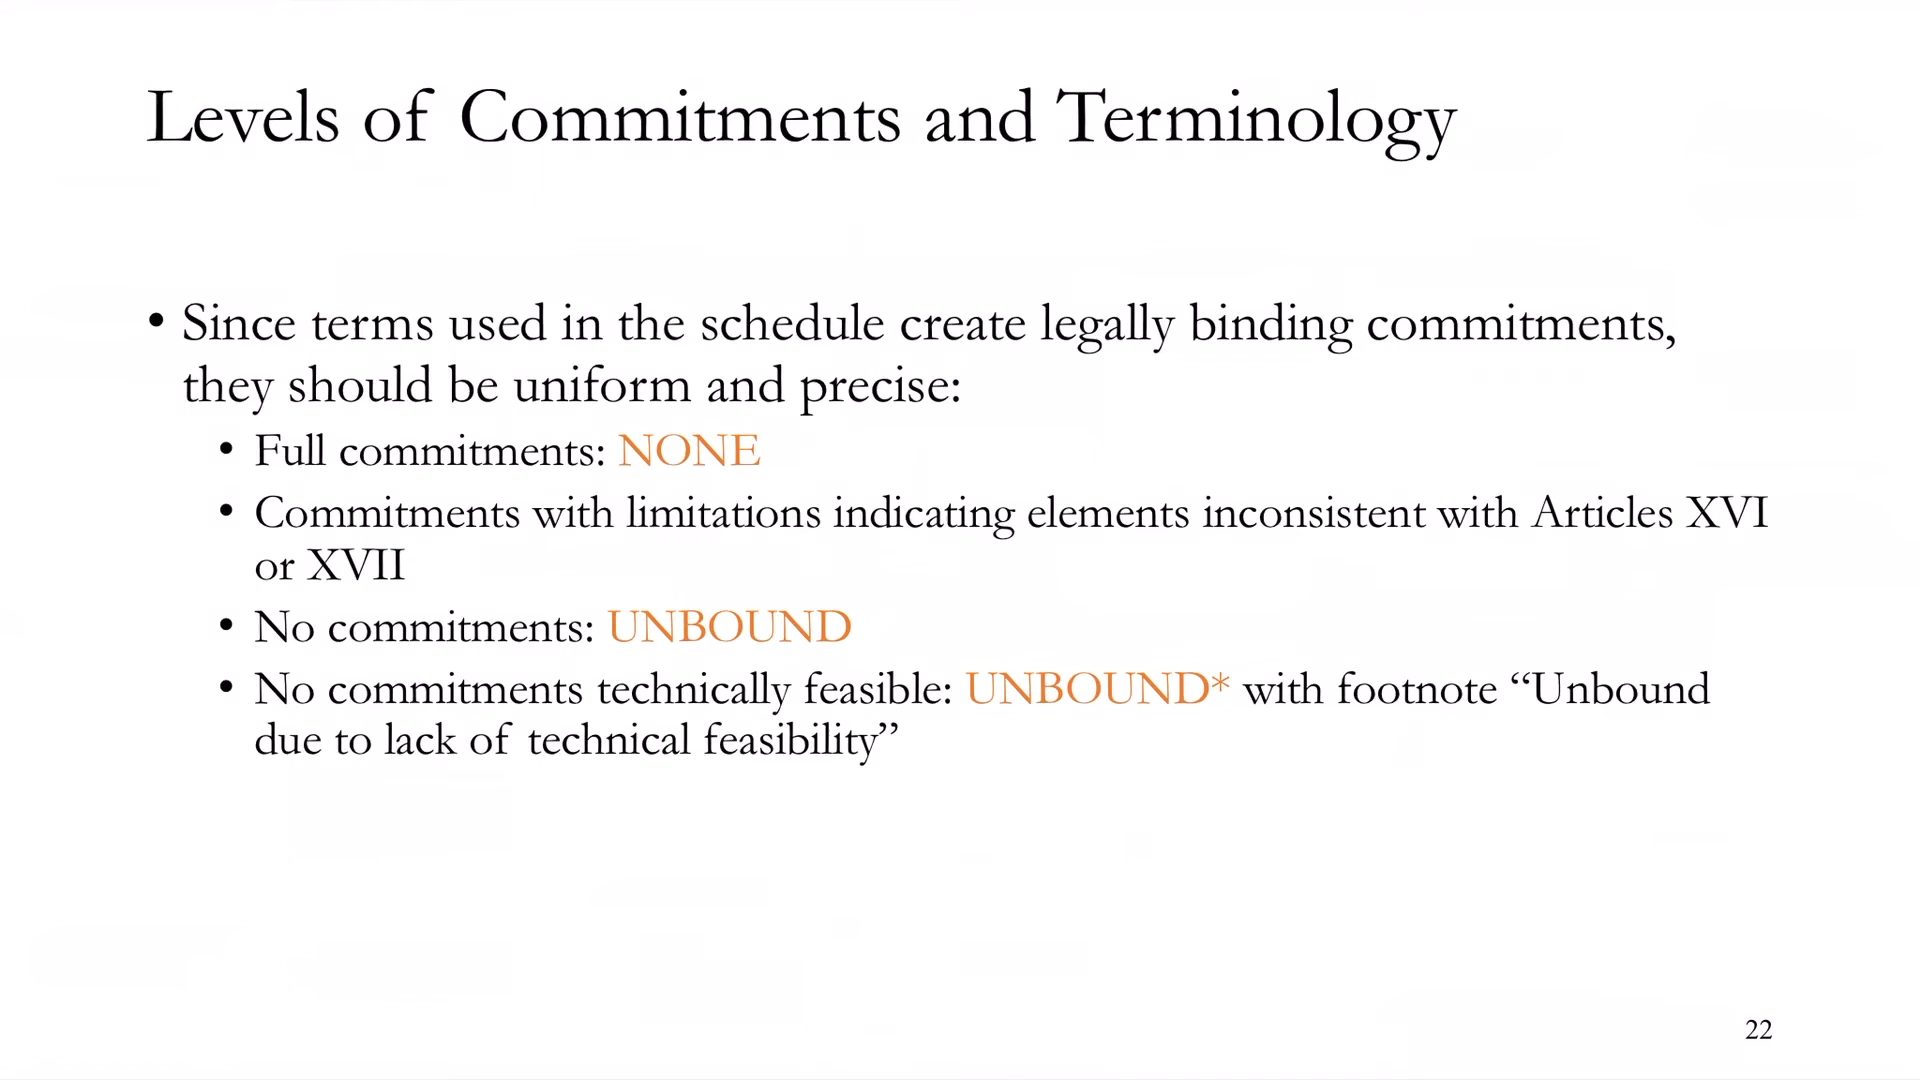 Levels of Commitments and Terminology
• Since terms used in the schedule create legally binding commitments,
they should be uniform and precise:
• Full commitments: NONE
• Commitments with limitations indicating elements inconsistent with Articles XVI
or XVII
• No commitments: UNBOUND
• No commitments technically feasible: UNBOUND* with footnote “Unbound
due to lack of technical feasibility”
22